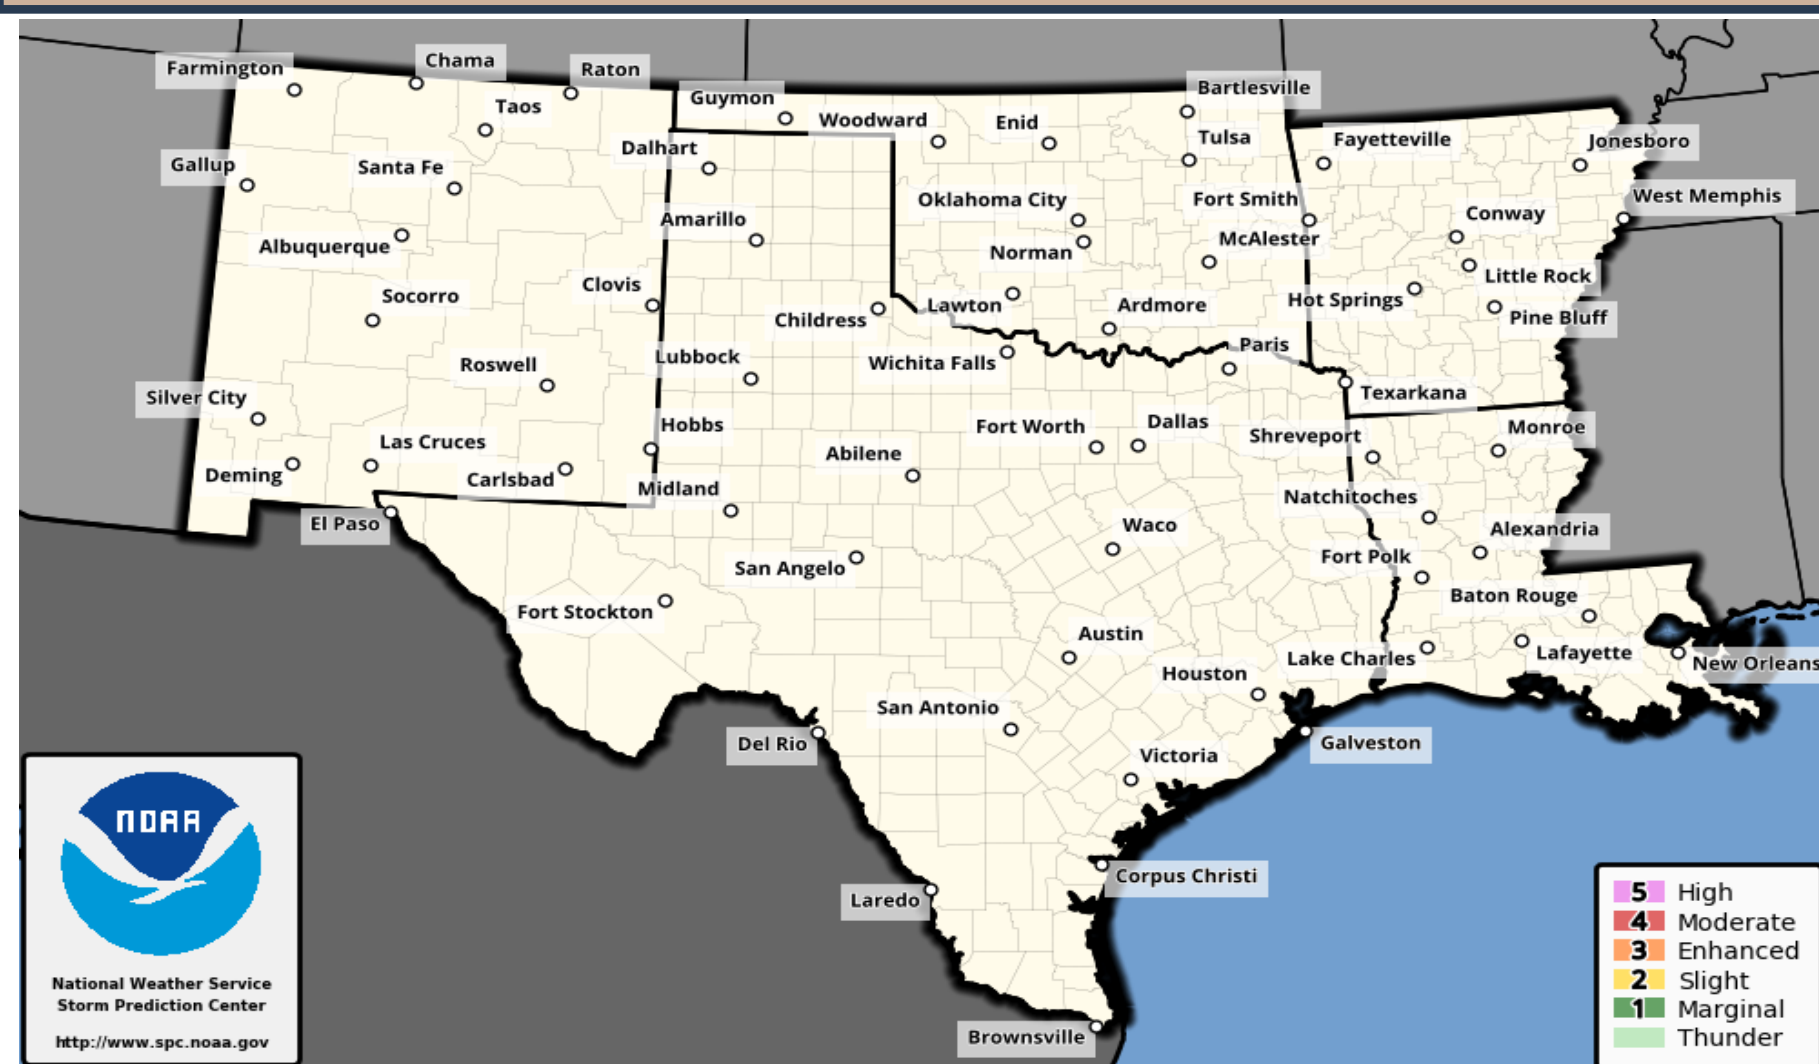 Farmington
Chama
Raton
Guymon
Bartlesville
Taos
Woodward
Enid
Tulsa
Fayetteville
Jonesboro
Dalhart
Gallup
Santa Fe
West Memphis
Oklahoma City
Fort Smith
Conway
Amarillo
Albuquerque
Norman
McAlester
Little Rock
Socorro
Clovis
Childress
Lawton
Ardmore
Hot Springs
Pine Bluff
Roswell
Lubbock
Wichita Falls
Paris
Texarkana
Silver City
Hobbs
Fort Worth
Dallas
Shreveport
Monroe
Las Cruces
Abilene
Deming
Carlsbad
Midland
Natchitoches
El Paso
Waco
Alexandria
San Angelo
Fort Polk
Fort Stockton
Baton Rouge
Austin
Lake Charles
Lafayette
New Orleans
Houston
San Antonio
Del Rio
Victoria
Galveston
Corpus Christi
Laredo
Brownsville
NOAA
National Weather Service
Storm Prediction Center
http://www.spc.noaa.gov
5 High
4 Moderate
3 Enhanced
2 Slight
1 Marginal
Thunder